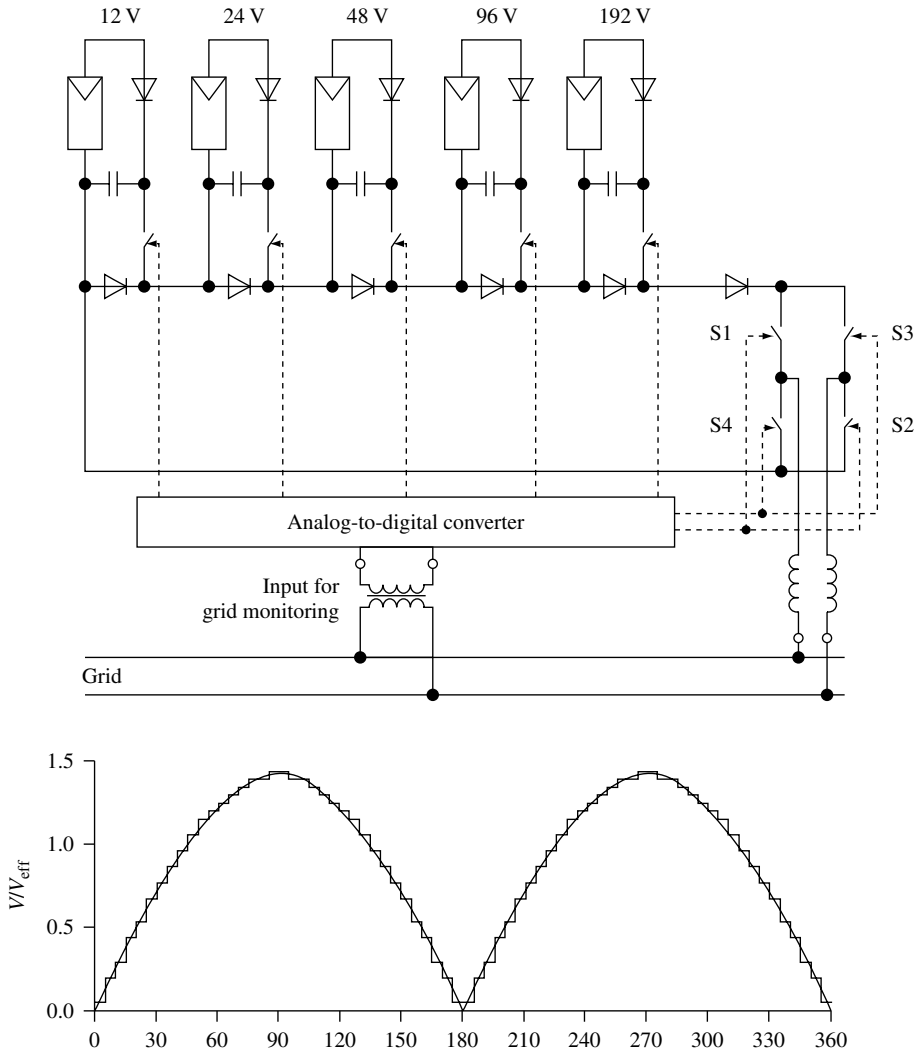 12 V 24 V 48 V 96 V 192 V
S1 S3
S4 S2
Analog-to-digital converter
Input for
grid monitoring
Grid
1.5
1.0
0.5
0.0
V/Veff
0 30 60 90 120 150 180 210 240 270 300 330 360